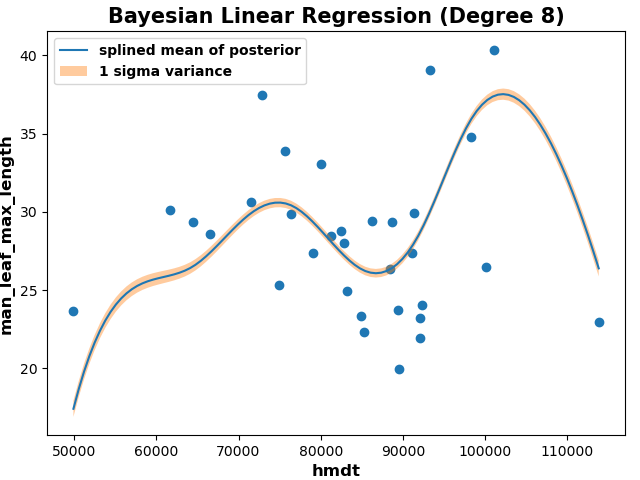 Bayesian Linear Regression (Degree 8)
splined mean of posterior
1 sigma variance
40
35
30
25
20
man_leaf_max_length
50000 60000 70000 80000 90000 100000 110000
hmdt